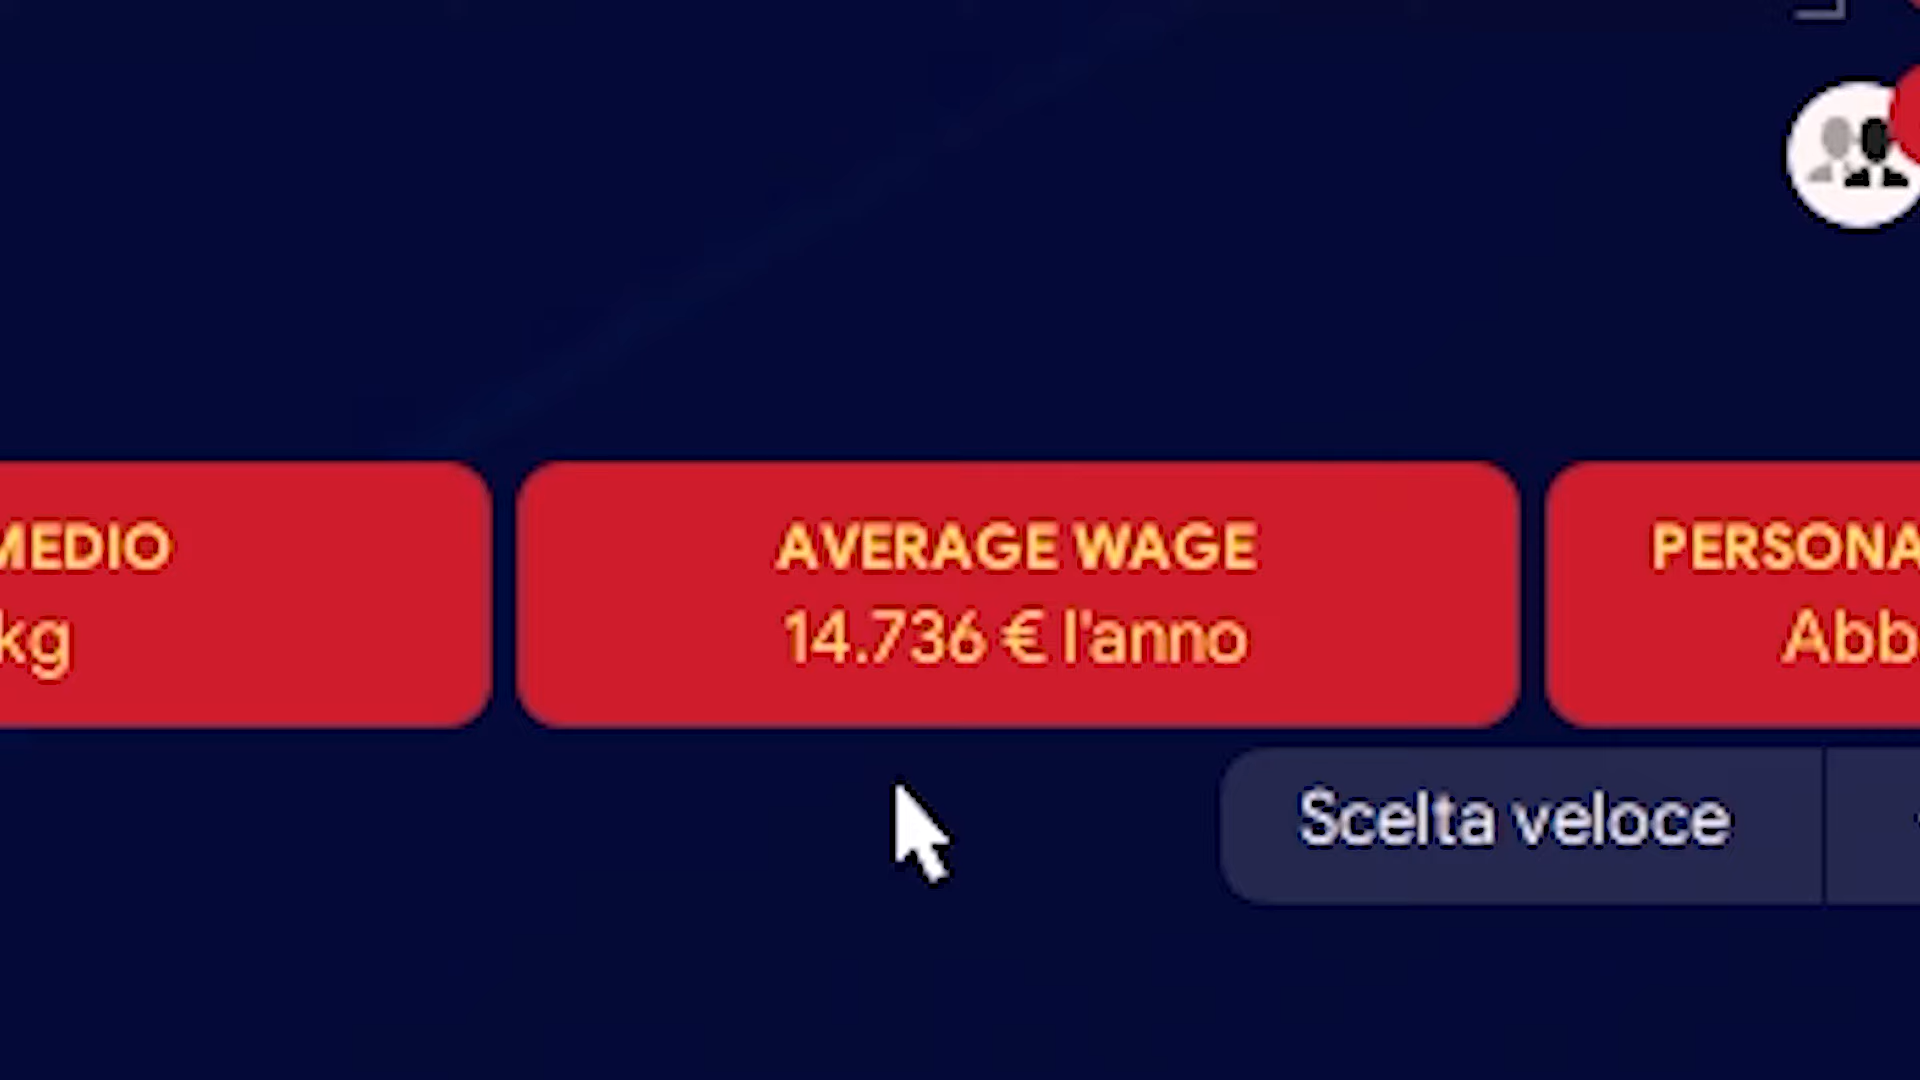 MEDIO
kg
AVERAGE WAGE
14.736 € l'anno
PERSONA
Abb
Scelta veloce